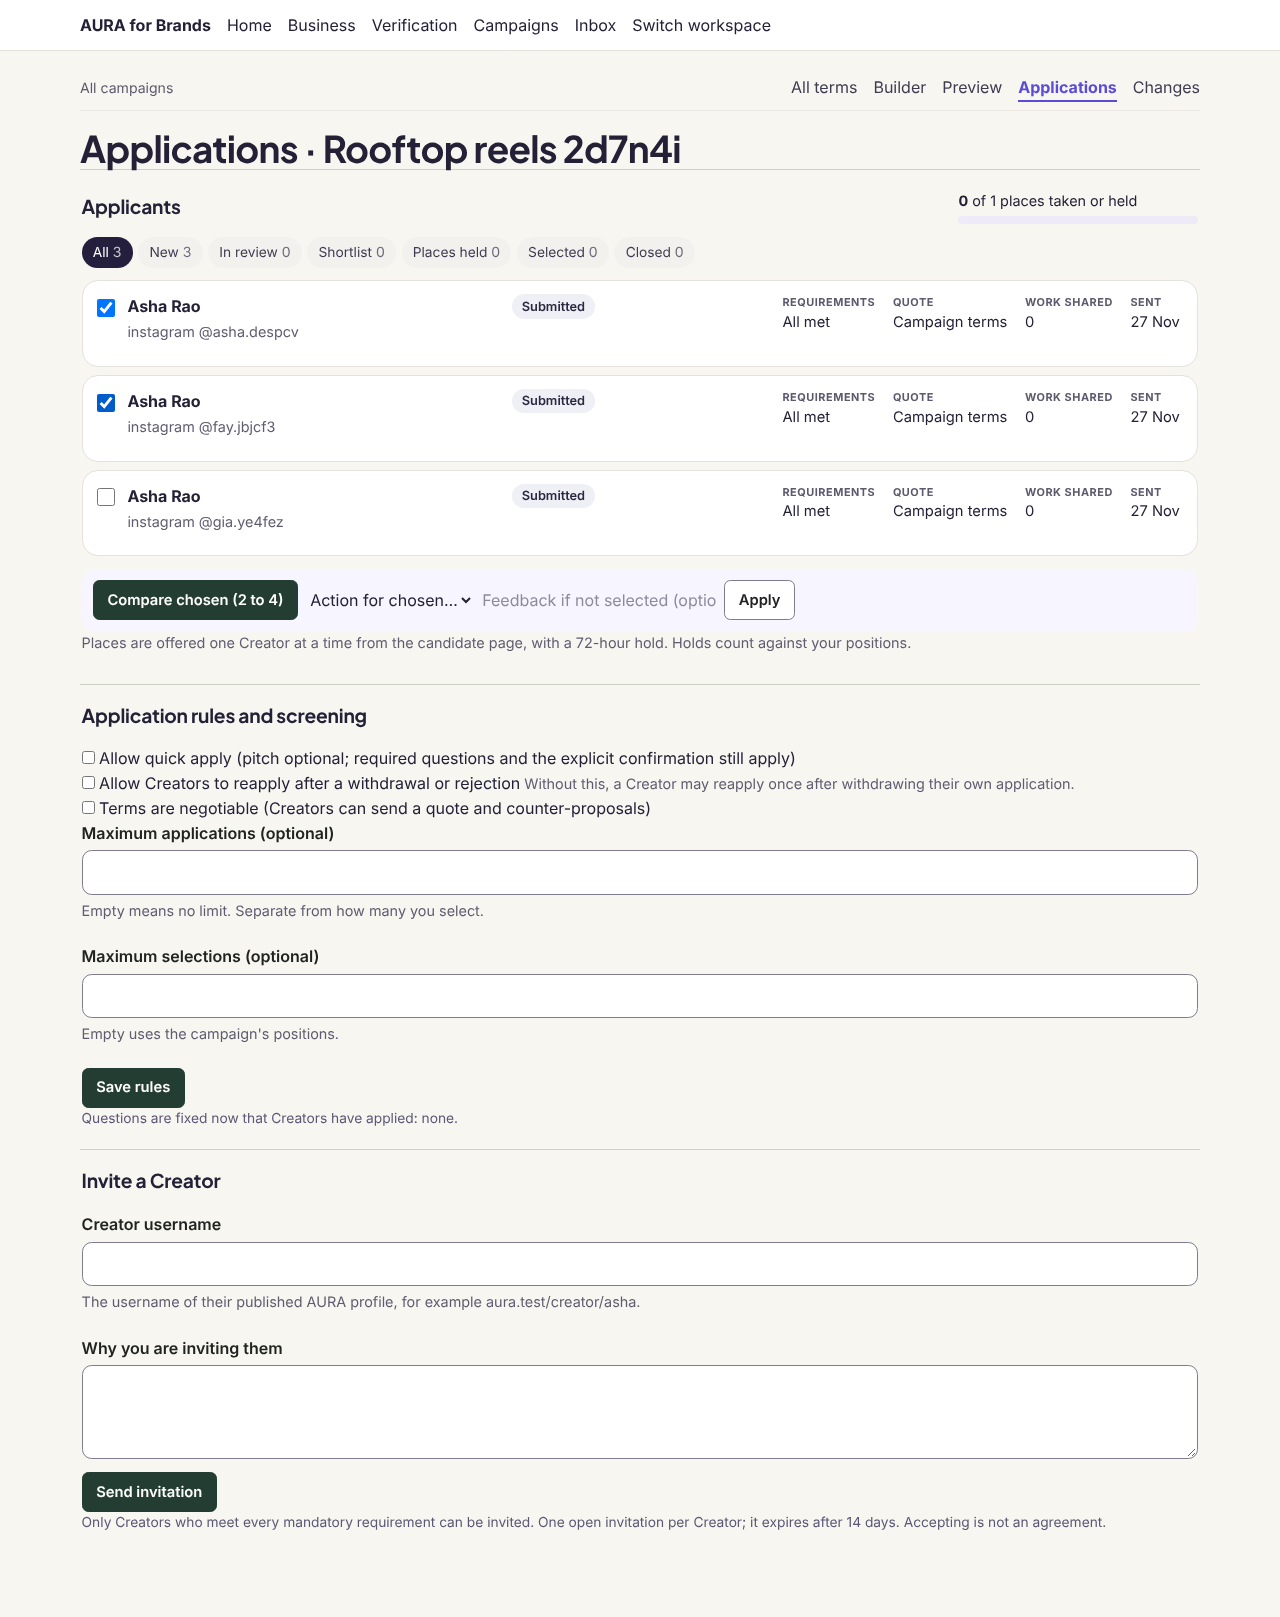 AURA for Brands Home Business Verification Campaigns Inbox Switch workspace
All campaigns All terms Builder Preview Applications Changes
Applications · Rooftop reels 2d7n4i
Applicants
0 of 1 places taken or held
All 3 New 3 In review 0 Shortlist 0 Places held 0 Selected 0 Closed 0
Asha Rao
instagram @asha.despcv
Submitted
REQUIREMENTS QUOTE WORK SHARED SENT
All met Campaign terms 0 27 Nov
Asha Rao
instagram @fay.jbjcf3
Submitted
REQUIREMENTS QUOTE WORK SHARED SENT
All met Campaign terms 0 27 Nov
Asha Rao
instagram @gia.ye4fez
Submitted
REQUIREMENTS QUOTE WORK SHARED SENT
All met Campaign terms 0 27 Nov
Compare chosen (2 to 4) Action for chosen... Feedback if not selected (optio Apply
Places are offered one Creator at a time from the candidate page, with a 72-hour hold. Holds count against your positions.
Application rules and screening
Allow quick apply (pitch optional; required questions and the explicit confirmation still apply)
Allow Creators to reapply after a withdrawal or rejection Without this, a Creator may reapply once after withdrawing their own application.
Terms are negotiable (Creators can send a quote and counter-proposals)
Maximum applications (optional)
Empty means no limit. Separate from how many you select.
Maximum selections (optional)
Empty uses the campaign's positions.
Save rules
Questions are fixed now that Creators have applied: none.
Invite a Creator
Creator username
The username of their published AURA profile, for example aura.test/creator/asha.
Why you are inviting them
Send invitation
Only Creators who meet every mandatory requirement can be invited. One open invitation per Creator; it expires after 14 days. Accepting is not an agreement.